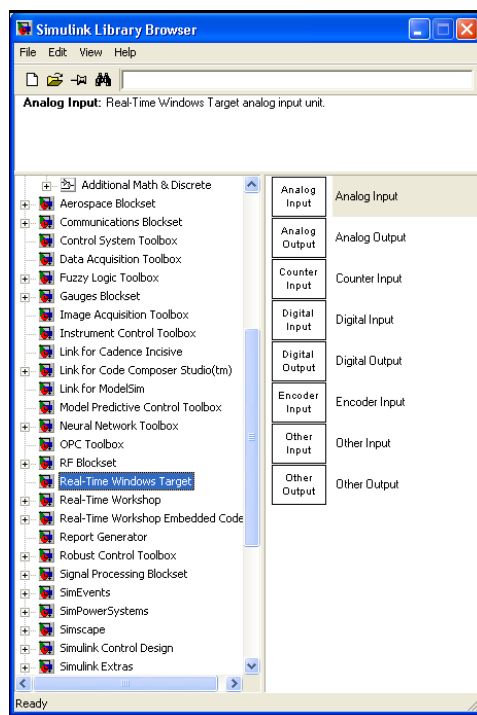 Simulink Library Browser
File Edit View Help
Analog Input: Real-Time Windows Target analog input unit.
Additional Math & Discrete
Aerospace Blockset
Communications Blockset
Control System Toolbox
Data Acquisition Toolbox
Fuzzy Logic Toolbox
Gauges Blockset
Image Acquisition Toolbox
Instrument Control Toolbox
Link for Cadence Incisive
Link for Code Composer Studio(tm)
Link for ModelSim
Model Predictive Control Toolbox
Neural Network Toolbox
OPC Toolbox
RF Blockset
Real-Time Windows Target
Real-Time Workshop
Real-Time Workshop Embedded Code
Report Generator
Robust Control Toolbox
Signal Processing Blockset
SimEvents
SimPowerSystems
Simscape
Simulink Control Design
Simulink Extras
Analog
Input
Analog Input
Analog
Output
Analog Output
Counter
Input
Counter Input
Digital
Input
Digital Input
Digital
Output
Digital Output
Encoder
Input
Encoder Input
Other
Input
Other Input
Other
Output
Other Output
Ready